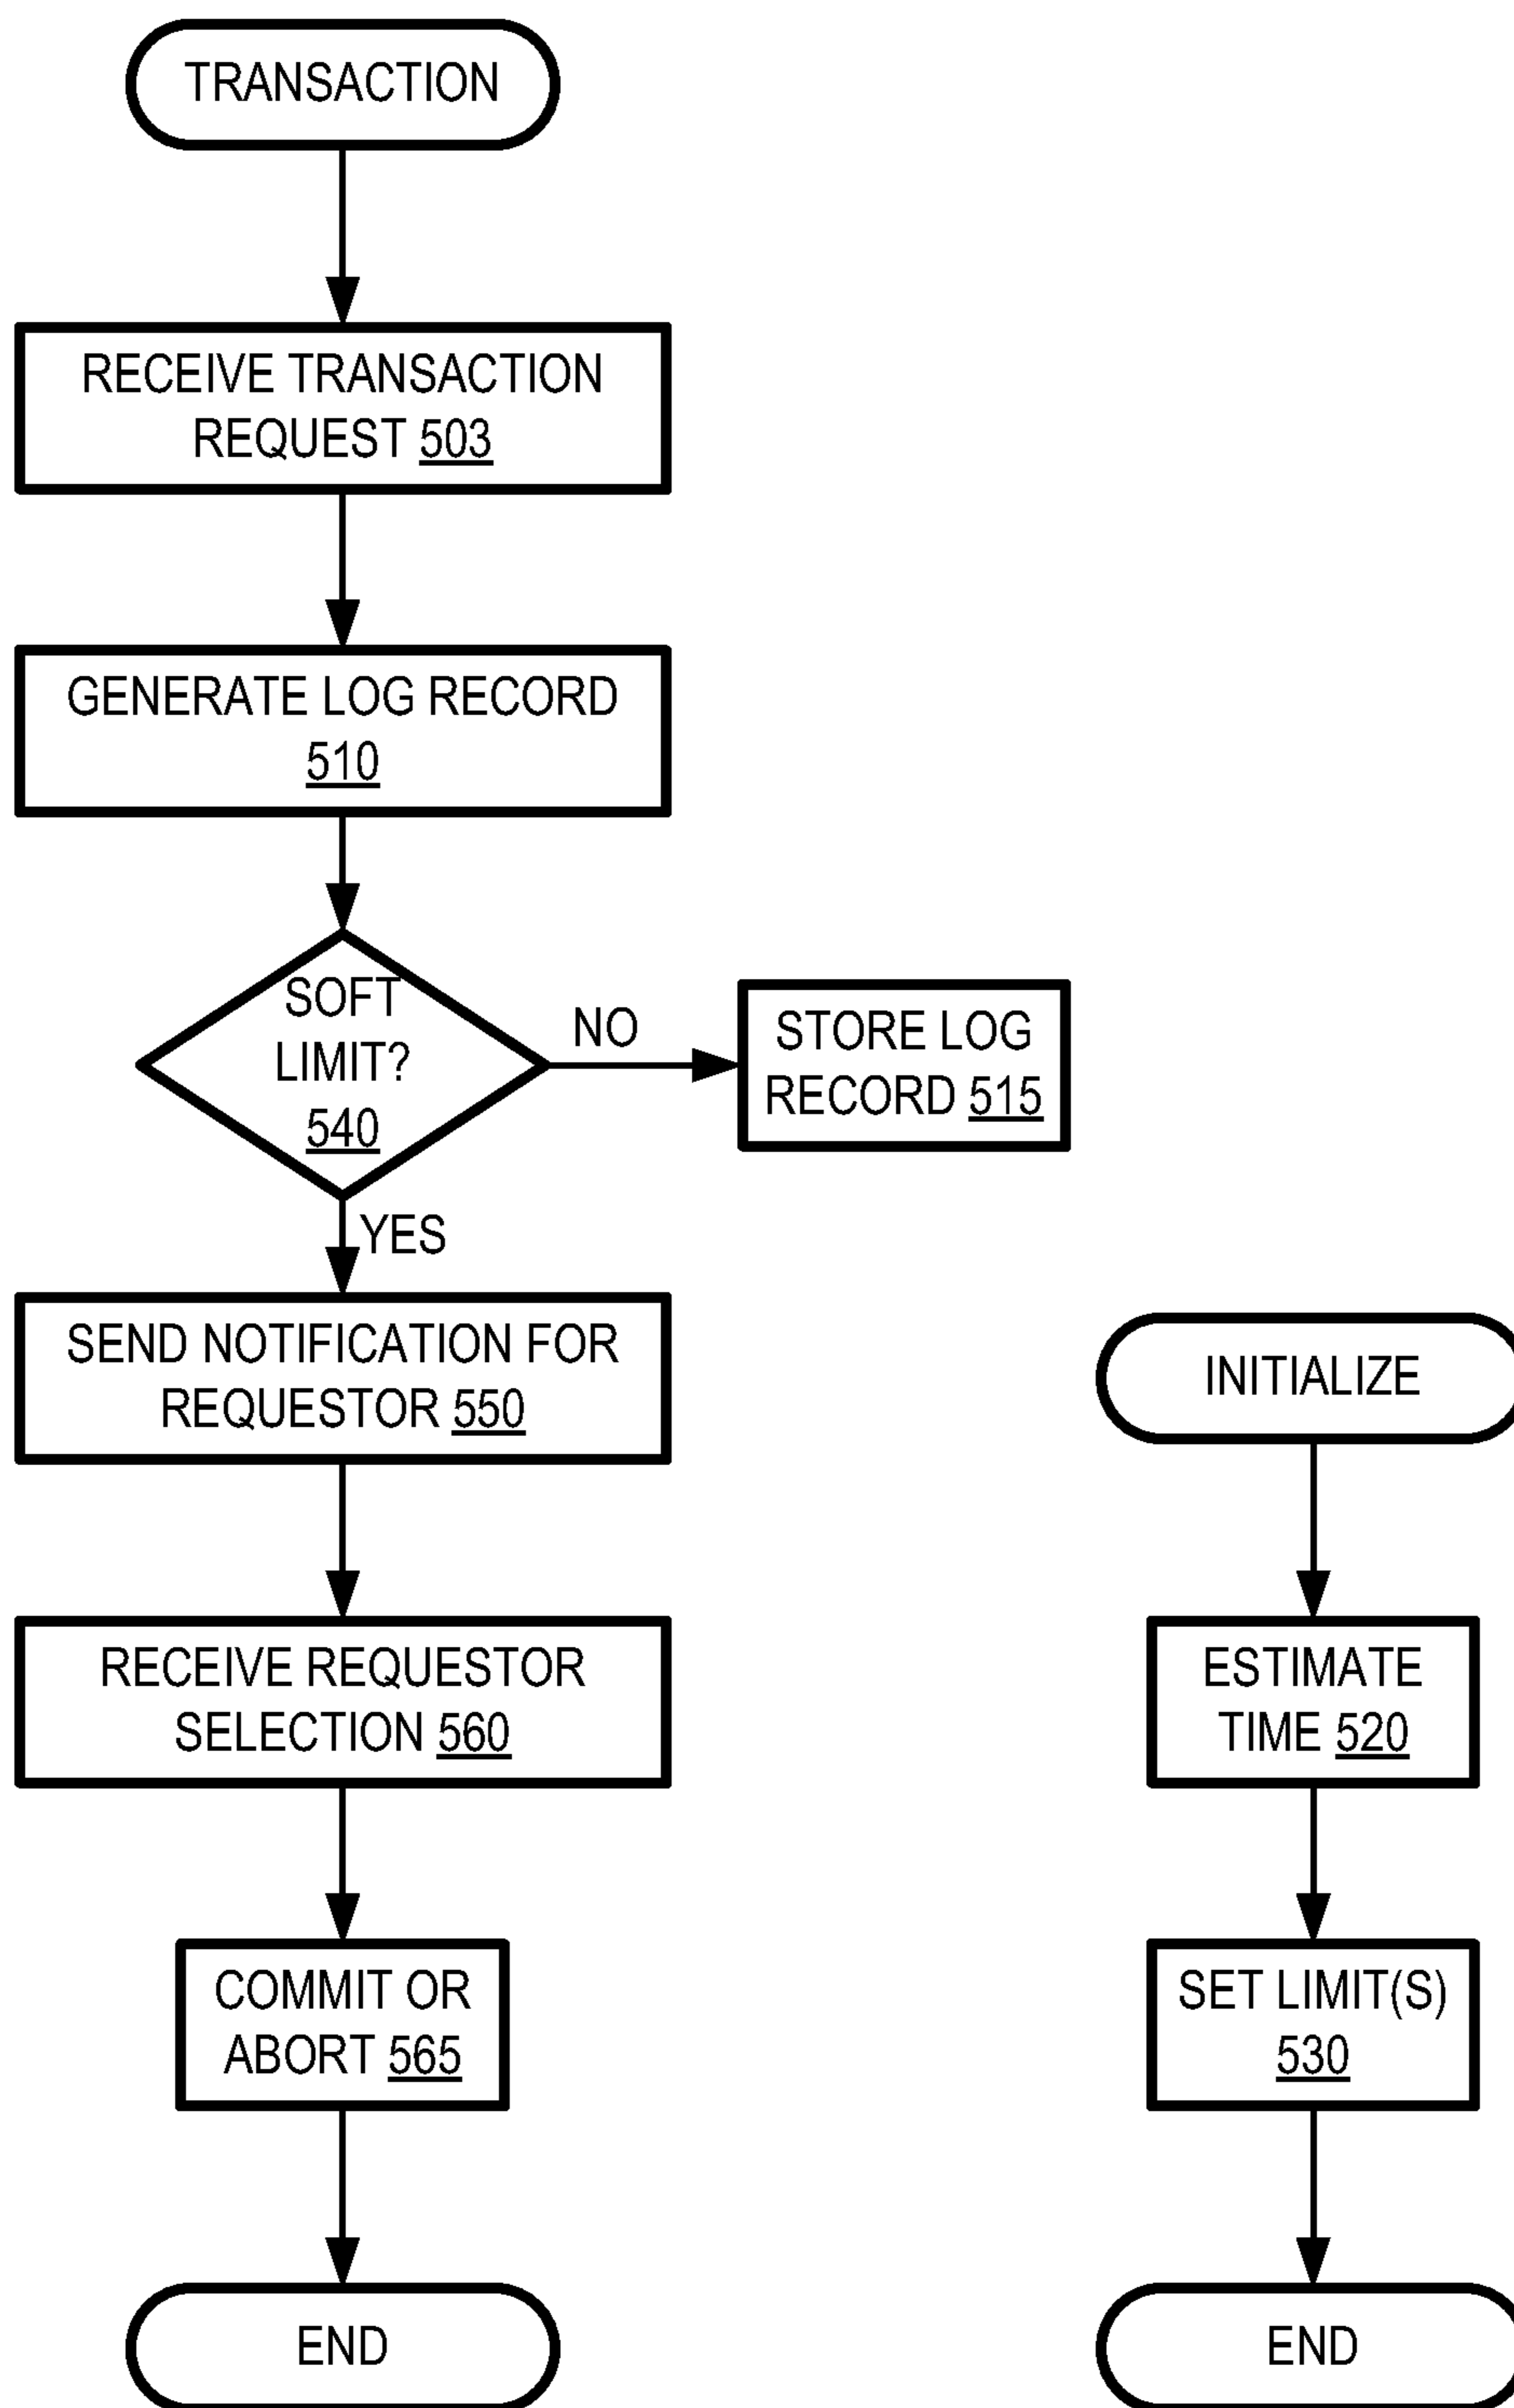 TRANSACTION
RECEIVE TRANSACTION
REQUEST 503
GENERATE LOG RECORD
510
SOFT
LIMIT?
540
NO
STORE LOG
RECORD 515
YES
SEND NOTIFICATION FOR
REQUESTOR 550
RECEIVE REQUESTOR
SELECTION 560
COMMIT OR
ABORT 565
END
INITIALIZE
ESTIMATE
TIME 520
SET LIMIT(S)
530
END